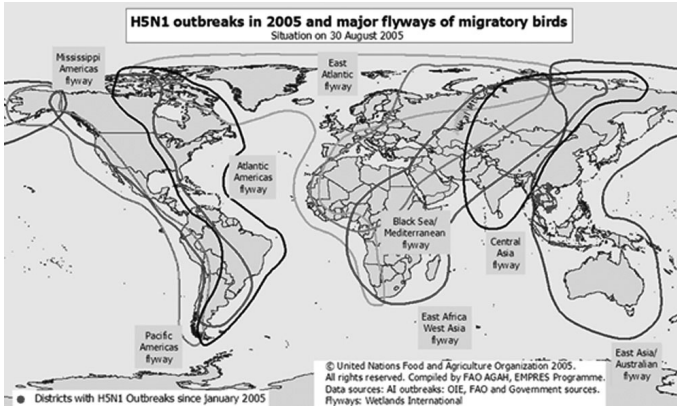 H5N1 outbreaks in 2005 and major flyways of migratory birds
Situation on 30 August 2005
Mississippi
Americas
flyway
East
Atlantic
flyway
Atlantic
Americas
flyway
Black Sea/
Mediterranean
flyway
Central
Asia
flyway
East Africa
West Asia
flyway
Pacific
Americas
flyway
East Asia/
Australian
flyway
Districts with H5N1 Outbreaks since january 2005
© United Nations Food and Agriculture Organization 2005.
All rights reserved. Compiled by FAO AGAH, EMPRES Programme.
Data sources: AI outbreaks: OIE, FAO and Government sources.
Flyways: Wetlands International